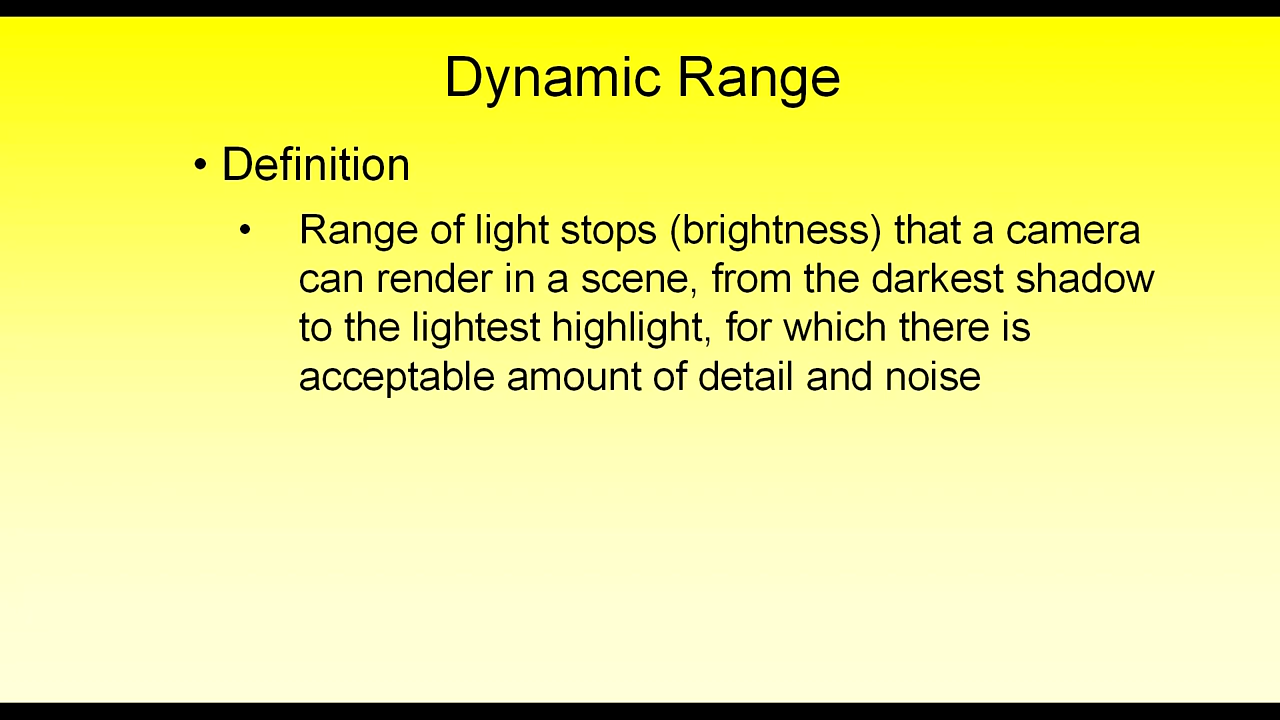 Dynamic Range
• Definition
• Range of light stops (brightness) that a camera
can render in a scene, from the darkest shadow
to the lightest highlight, for which there is
acceptable amount of detail and noise